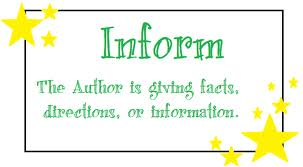 Inform
The Author is giving facts,
directions, or information.